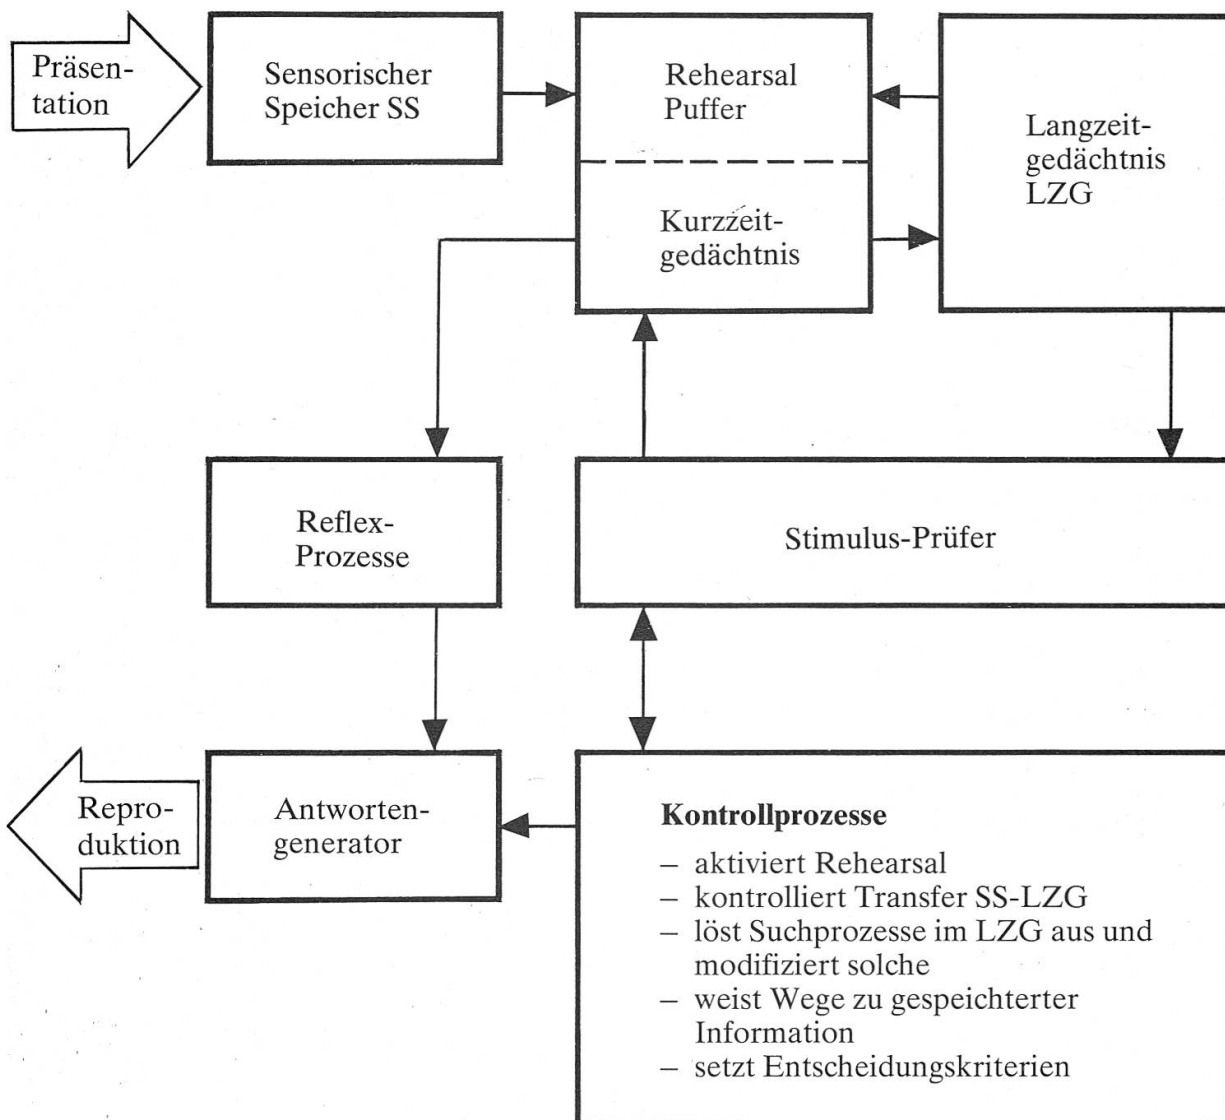 Präsen-
tation
Sensorischer
Speicher SS
Rehearsal
Puffer
Kurzzeit-
gedächtnis
Langzeit-
gedächtnis
LZG
Reflex-
Prozesse
Stimulus-Prüfer
Repro-
duktion
Antworten-
generator
Kontrollprozesse
– aktiviert Rehearsal
– kontrolliert Transfer SS-LZG
– löst Suchprozesse im LZG aus und
modifiziert solche
– weist Wege zu gespeichterter
Information
– setzt Entscheidungskriterien